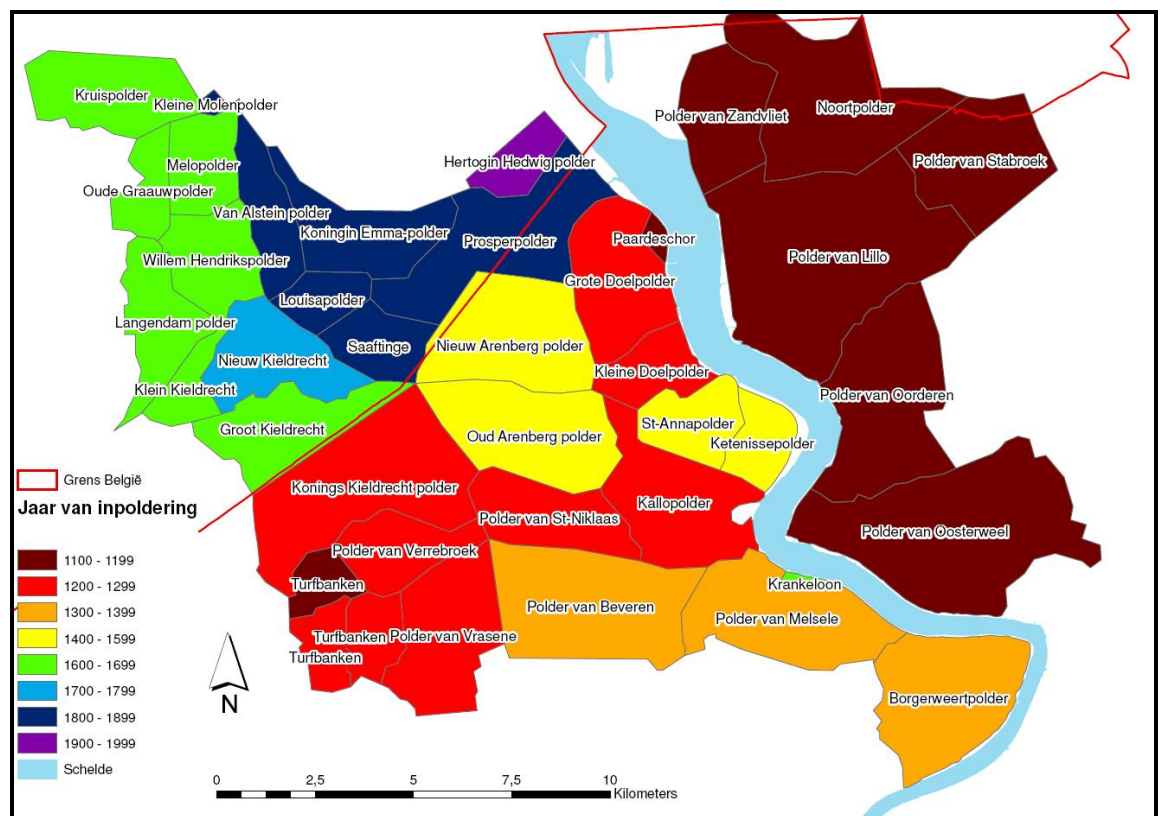 Kruispolder
Kleine Molenpolder
Noortpolder
Polder van Zandvliet
Melopolder
Hertogin Hedwig polder
Polder van Stabroek
Oude Graauwpolder
Van Alstein polder
Koningin Emma-polder
Prosperpolder
Paardeschor
Willem Hendrikspolder
Polder van Lillo
Grote Doelpolder
Louisapolder
Langendam polder
Saaftinge
Nieuw Arenberg polder
Nieuw Kieldrecht
Kleine Doelpolder
Klein Kieldrecht
Polder van Oorderen
St-Annapolder
Groot Kieldrecht
Oud Arenberg polder
Ketenissepolder
Grens België
Konings Kieldrecht polder
Jaar van inpoldering
Kallopolder
Polder van St-Niklaas
Polder van Oosterweel
Polder van Verrebroek
1100 - 1199
Turfbanken
Krankeloon
1200 - 1299
Polder van Beveren
1300 - 1399
Polder van Melsele
Turfbanken
Polder van Vrasene
1400 - 1599
Turfbanken
1600 - 1699
1700 - 1799
Borgerweertpolder
N
1800 - 1899
1900 - 1999
Schelde
0 2,5 5 7,5 10
Kilometers